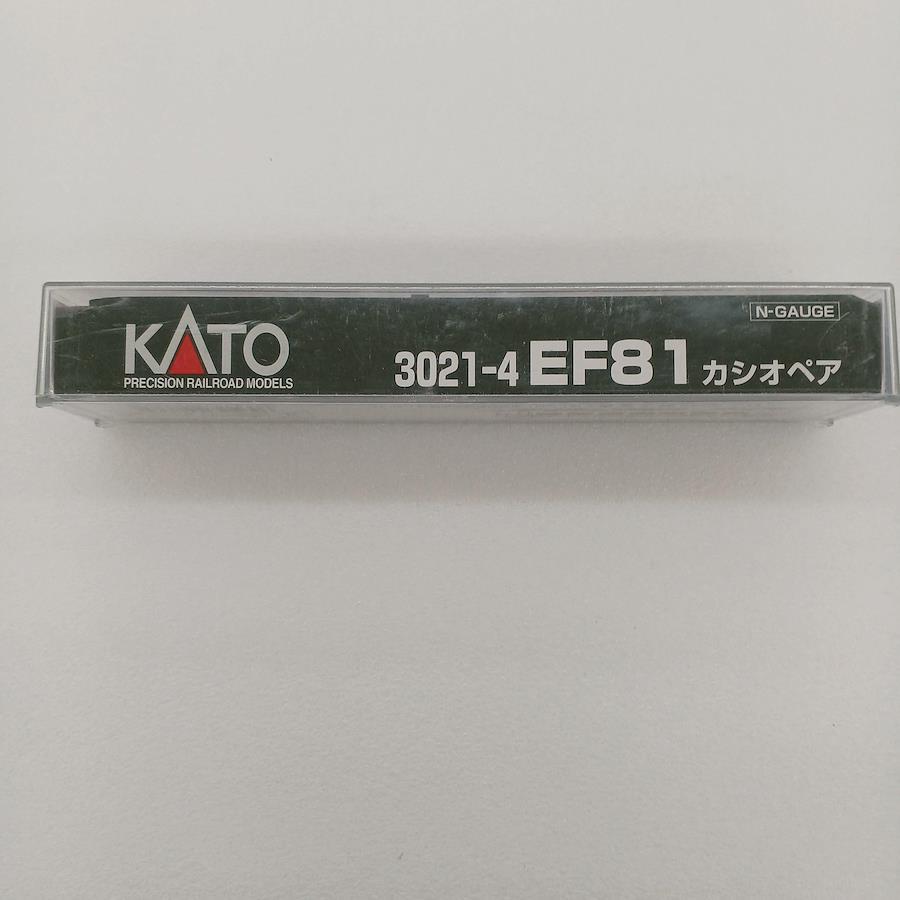 N-GAUGE
KATO
PRECISION RAILROAD MODELS
3021-4 EF81 カシオペア